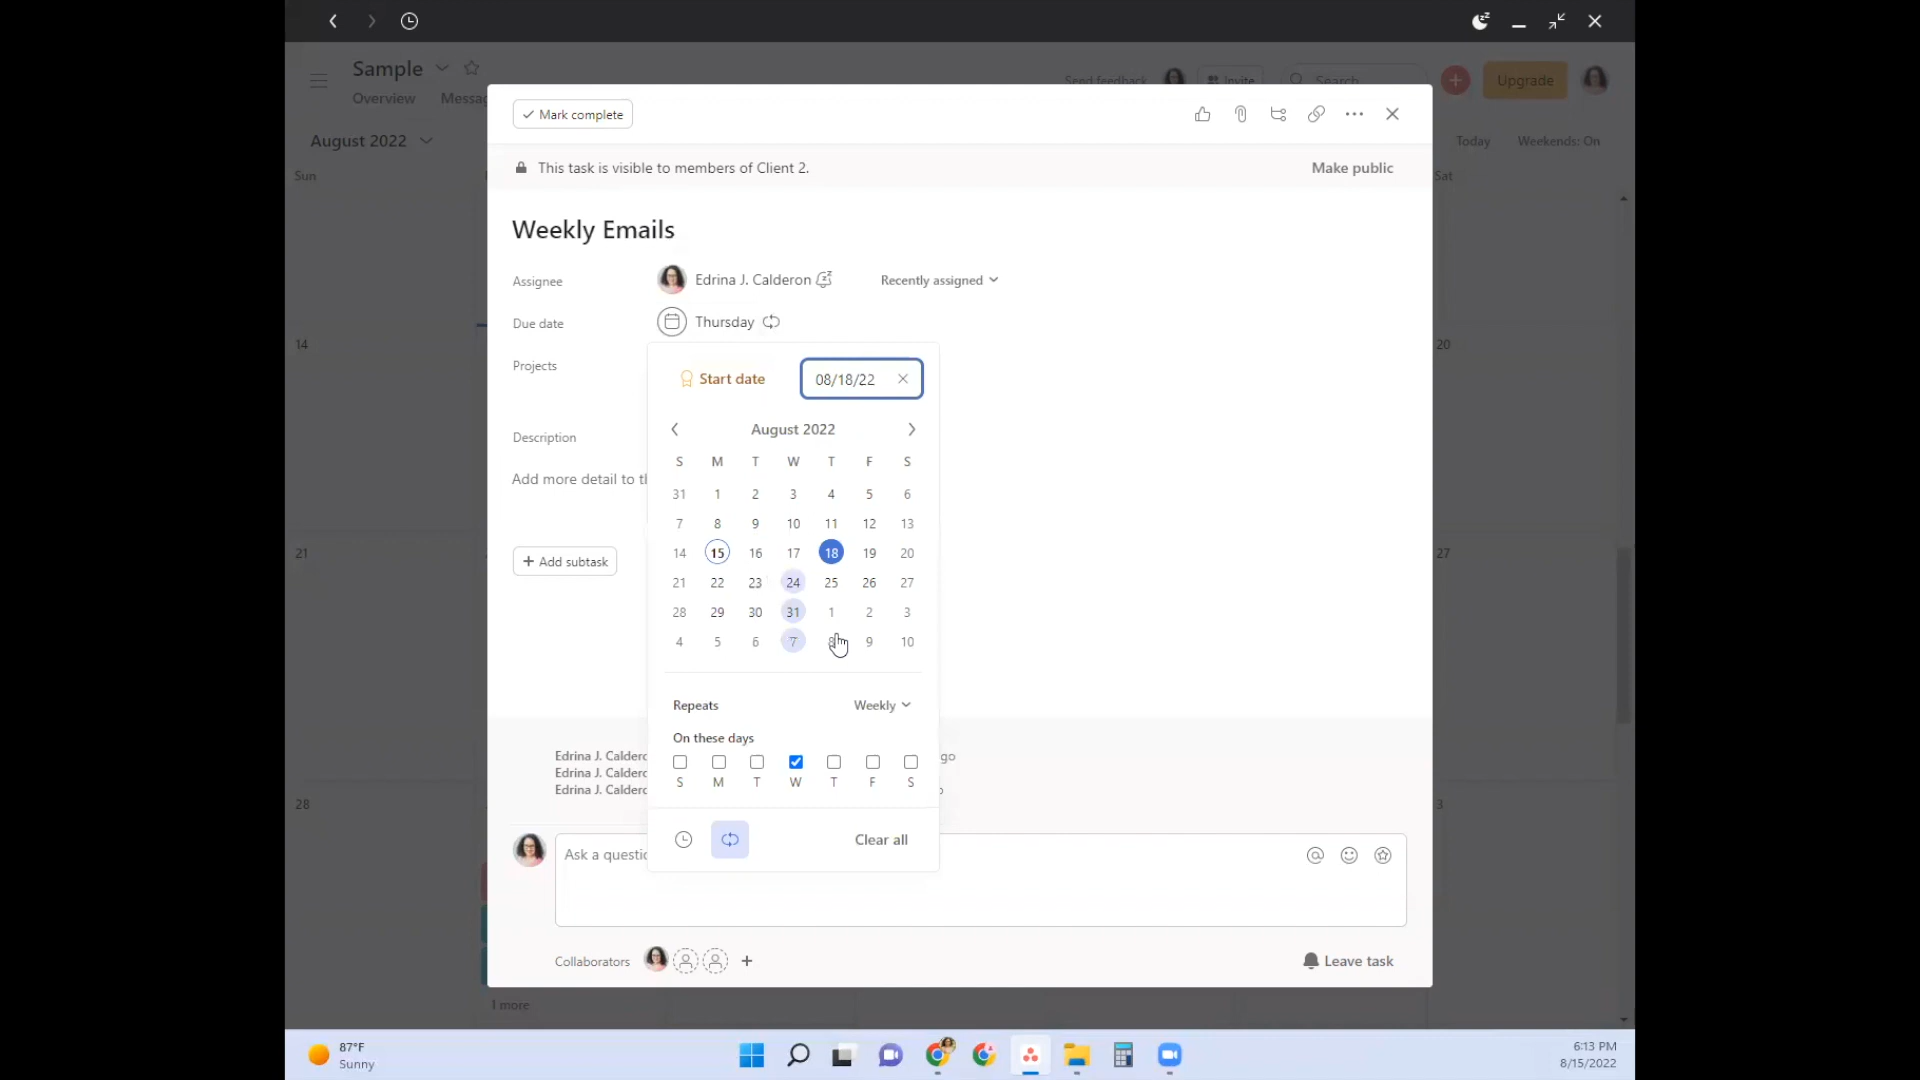 Sample
Send feedback
Invite
Search
Upgrade
Overview
August 2022
Today
Weekends: On
Sun
Sat
Mark complete
This task is visible to members of Client 2.
Make public
Weekly Emails
Assignee
Edrina J. Calderon
Recently assigned
Due date
Thursday
Projects
Start date
08/18/22
August 2022
S M T W T F S
31 1 2 3 4 5 6
7 8 9 10 11 12 13
14 15 16 17 18 19 20
21 22 23 24 25 26 27
28 29 30 31 1 2 3
4 5 6 7 8 9 10
Description
Add more detail to
+ Add subtask
Repeats
Weekly
On these days
S M T W T F S
Clear all
Edrina J.
Edrina J.
Edrina J.
Ask a
Collaborators
+
Leave task
14
20
21
27
28
3
1 more
87°F
Sunny
6:13 PM
8/15/2022